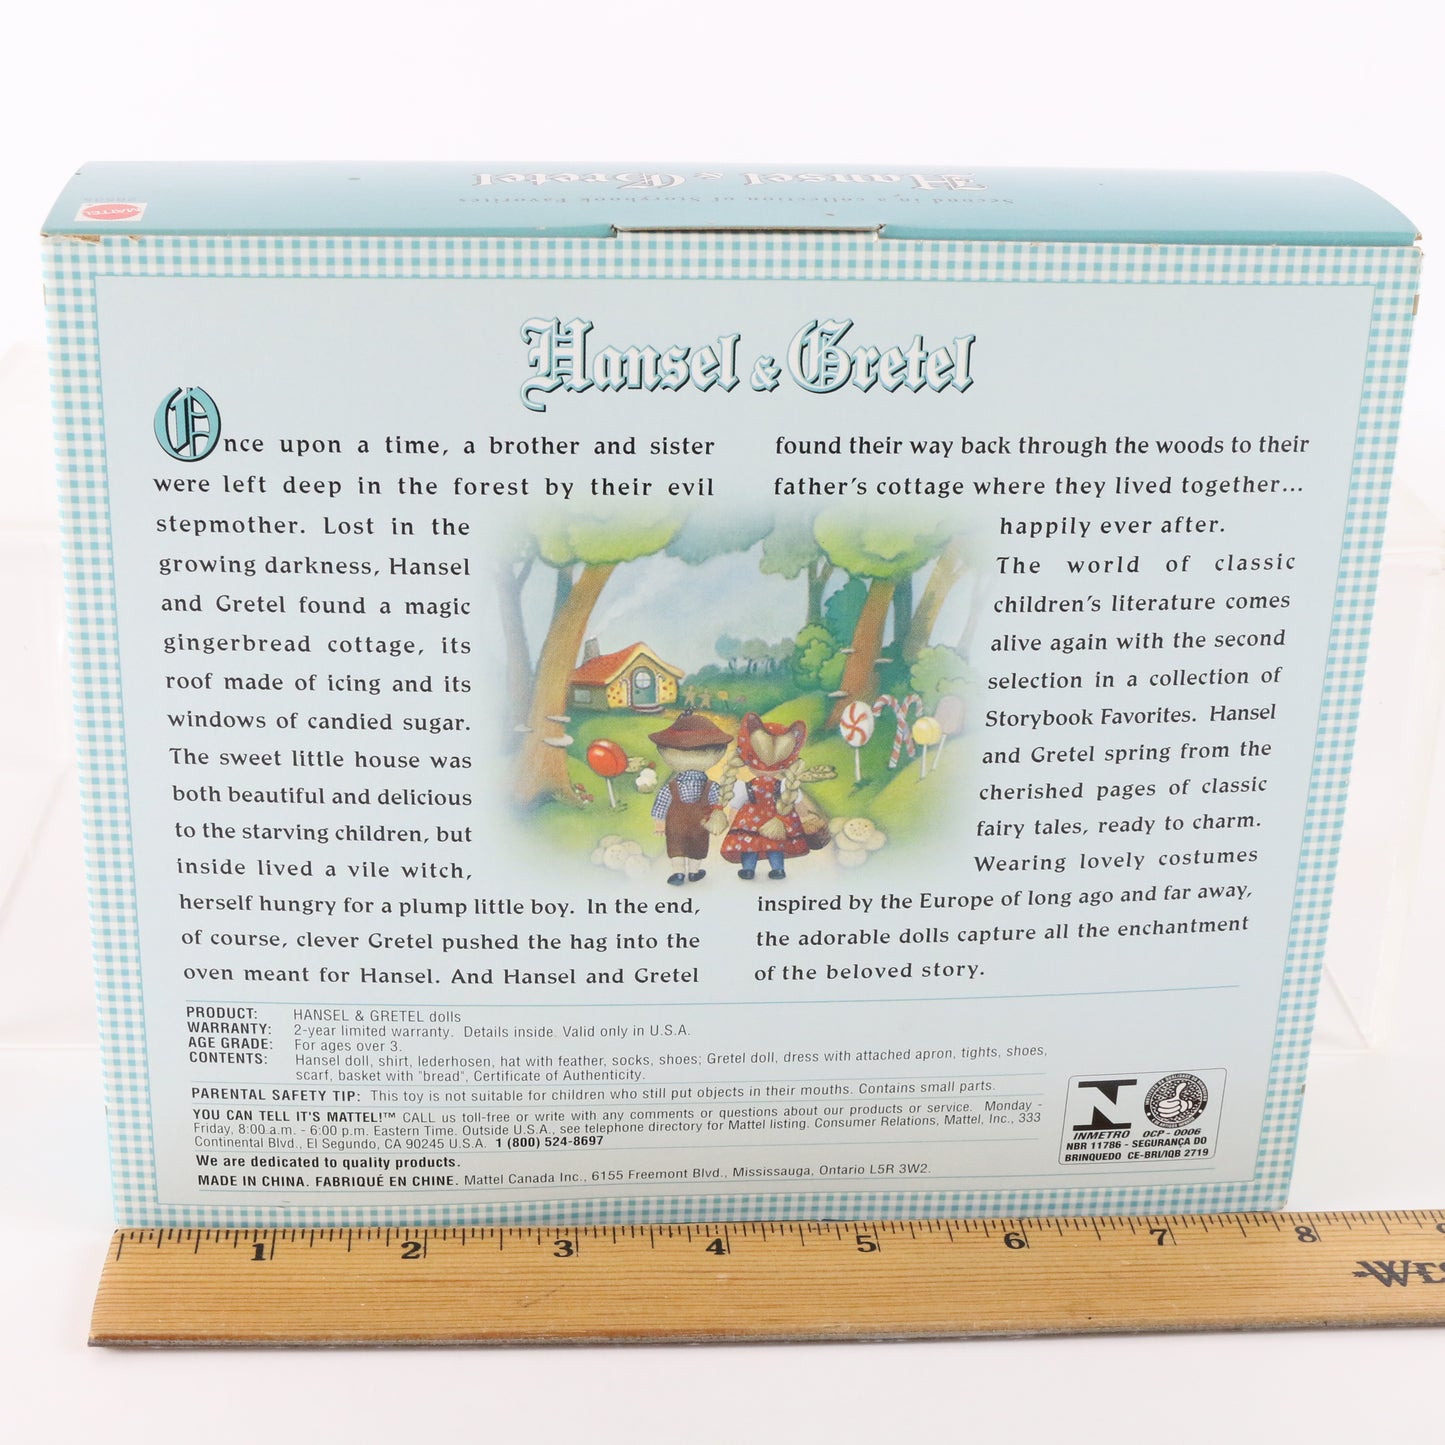 Hansel & Gretel
Second in a collection of Storybook Favorites
MATTEL
Hansel & Gretel
Once upon a time, a brother and sister
were left deep in the forest by their evil
stepmother. Lost in the
growing darkness, Hansel
and Gretel found a magic
gingerbread cottage, its
roof made of icing and its
windows of candied sugar.
The sweet little house was
both beautiful and delicious
to the starving children, but
inside lived a vile witch,
herself hungry for a plump little boy. In the end,
of course, clever Gretel pushed the hag into the
oven meant for Hansel. And Hansel and Gretel
found their way back through the woods to their
father's cottage where they lived together...
happily ever after.
The world of classic
children's literature comes
alive again with the second
selection in a collection of
Storybook Favorites. Hansel
and Gretel spring from the
cherished pages of classic
fairy tales, ready to charm.
Wearing lovely costumes
inspired by the Europe of long ago and far away,
the adorable dolls capture all the enchantment
of the beloved story.
PRODUCT: HANSEL & GRETEL dolls
WARRANTY: 2-year limited warranty. Details inside. Valid only in U.S.A.
AGE GRADE: For ages over 3.
CONTENTS: Hansel doll, shirt, lederhosen, hat with feather, socks, shoes; Gretel doll, dress with attached apron, tights, shoes,
scarf, basket with "bread", Certificate of Authenticity.
PARENTAL SAFETY TIP: This toy is not suitable for children who still put objects in their mouths. Contains small parts.
YOU CAN TELL IT'S MATTEL!™ CALL us toll-free or write with any comments or questions about our products or service. Monday -
Friday, 8:00 a.m. - 6:00 p.m. Eastern Time. Outside U.S.A., see telephone directory for Mattel listing. Consumer Relations, Mattel, Inc., 333
Continental Blvd., El Segundo, CA 90245 U.S.A. 1 (800) 524-8697
We are dedicated to quality products.
MADE IN CHINA. FABRIQUÉ EN CHINE. Mattel Canada Inc., 6155 Freemont Blvd., Mississauga, Ontario L5R 3W2.
INMETRO OCP - 0006
NBR 11786 - SEGURANÇA DO
BRINQUEDO CE-BRI/IQB 2719
1 2 3 4 5 6 7 8